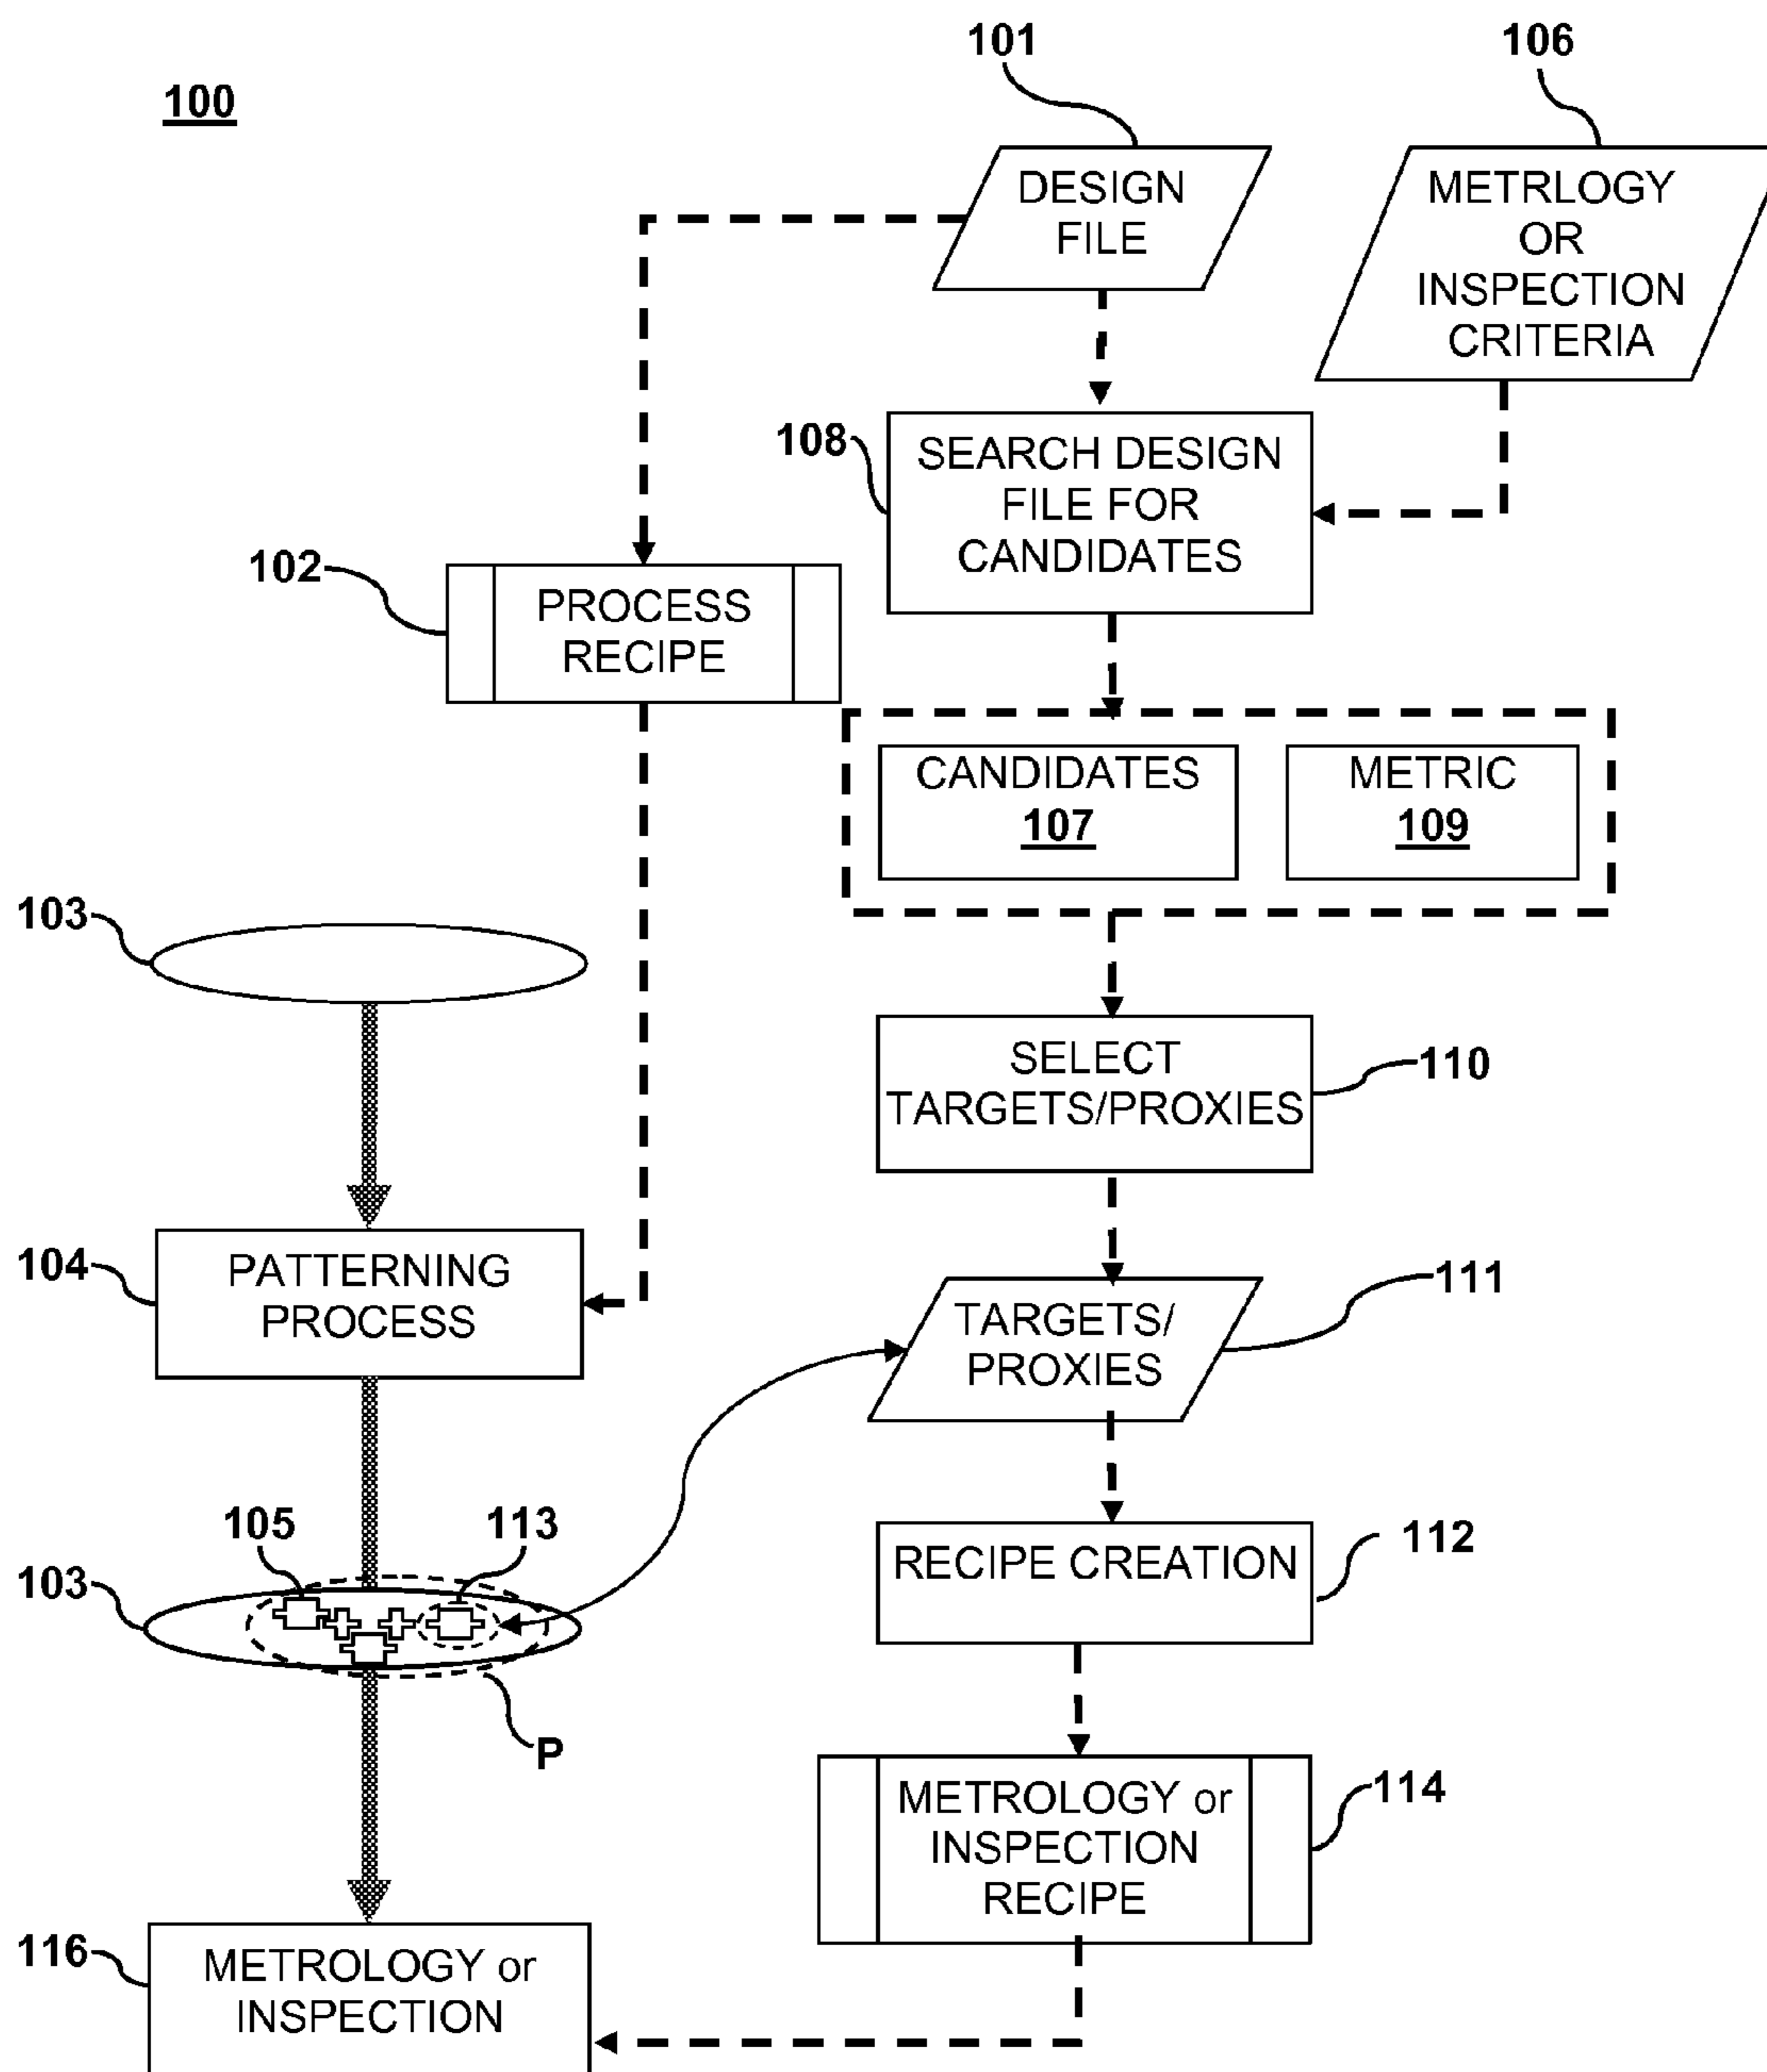 101
106
100
DESIGN
FILE
METRLOGY
OR
INSPECTION
CRITERIA
108
SEARCH DESIGN
FILE FOR
CANDIDATES
102
PROCESS
RECIPE
CANDIDATES
107
METRIC
109
103
SELECT
TARGETS/PROXIES
110
104
PATTERNING
PROCESS
TARGETS/
PROXIES
111
105
113
103
RECIPE CREATION
112
P
METROLOGY or
INSPECTION
RECIPE
114
116
METROLOGY or
INSPECTION